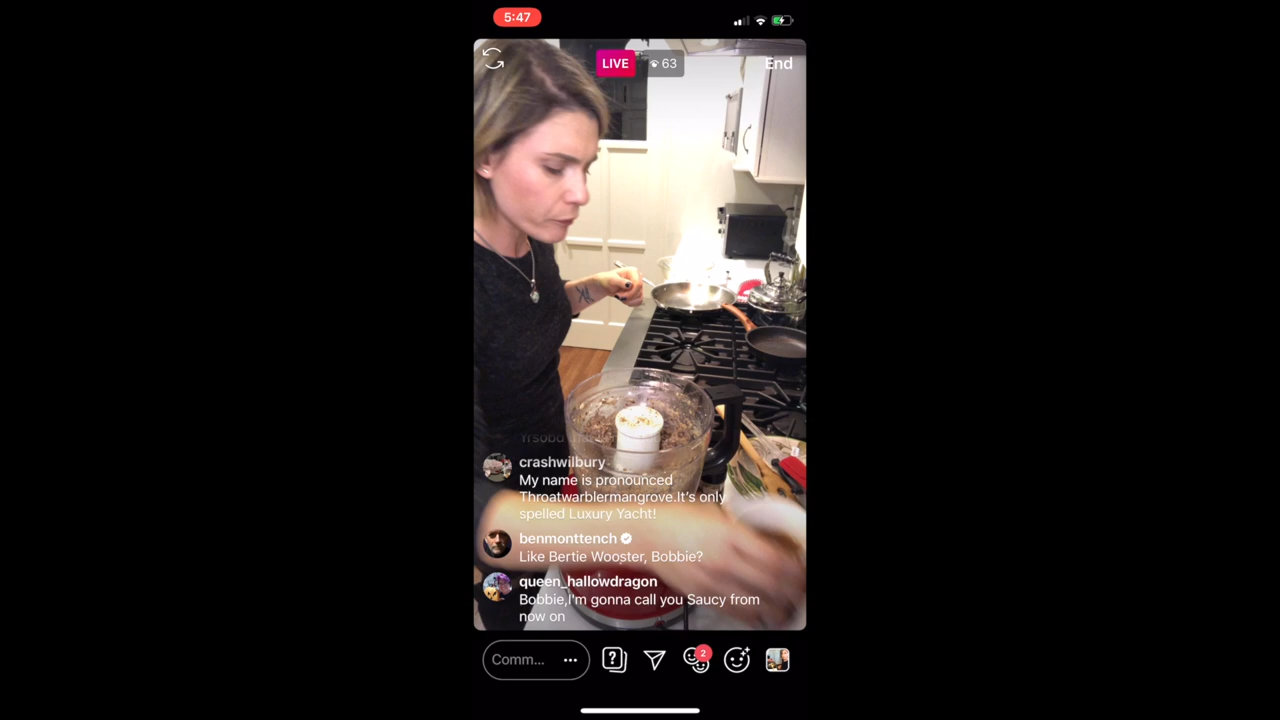 5:47
LIVE
63
End
crashwilbury
My name is pronounced
Throatwarblermangrove.It's only
spelled Luxury Yacht!
benmonttench
Like Bertie Wooster, Bobbie?
queen_hallowdragon
Bobbie,I'm gonna call you Saucy from
now on
Comm...
2